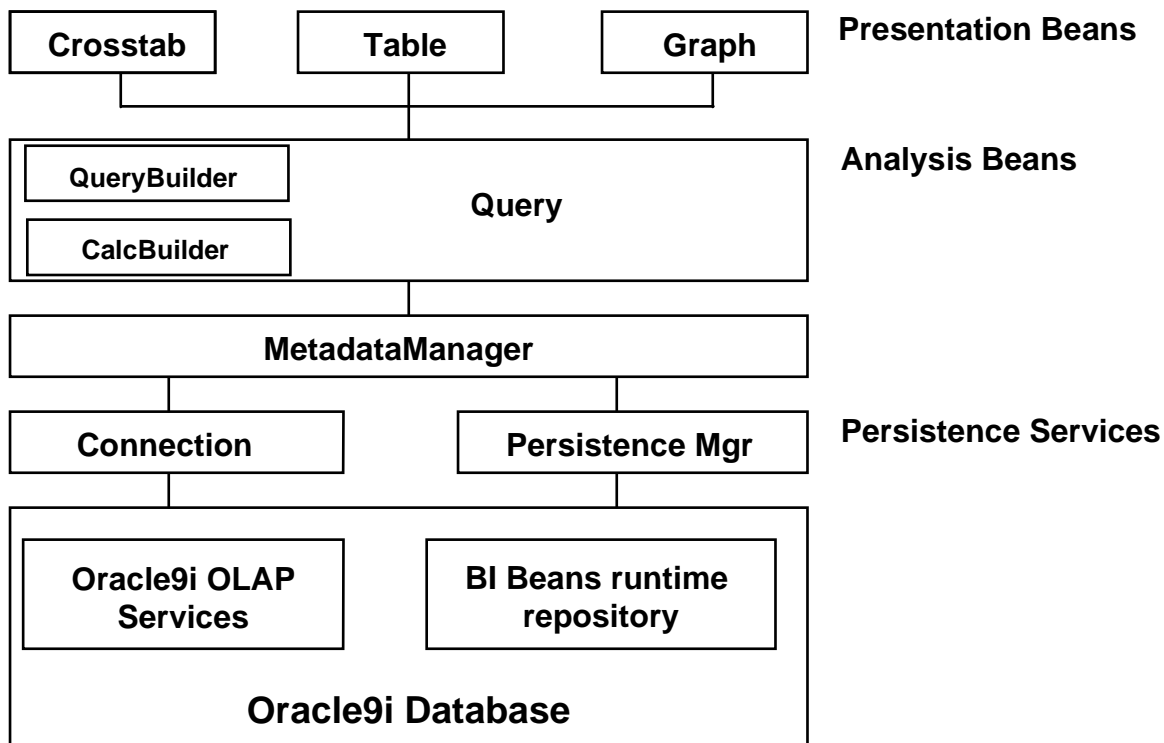 Crosstab
Table
Graph
Presentation Beans
QueryBuilder
CalcBuilder
Query
Analysis Beans
MetadataManager
Connection
Persistence Mgr
Persistence Services
Oracle9i OLAP
Services
BI Beans runtime
repository
Oracle9i Database